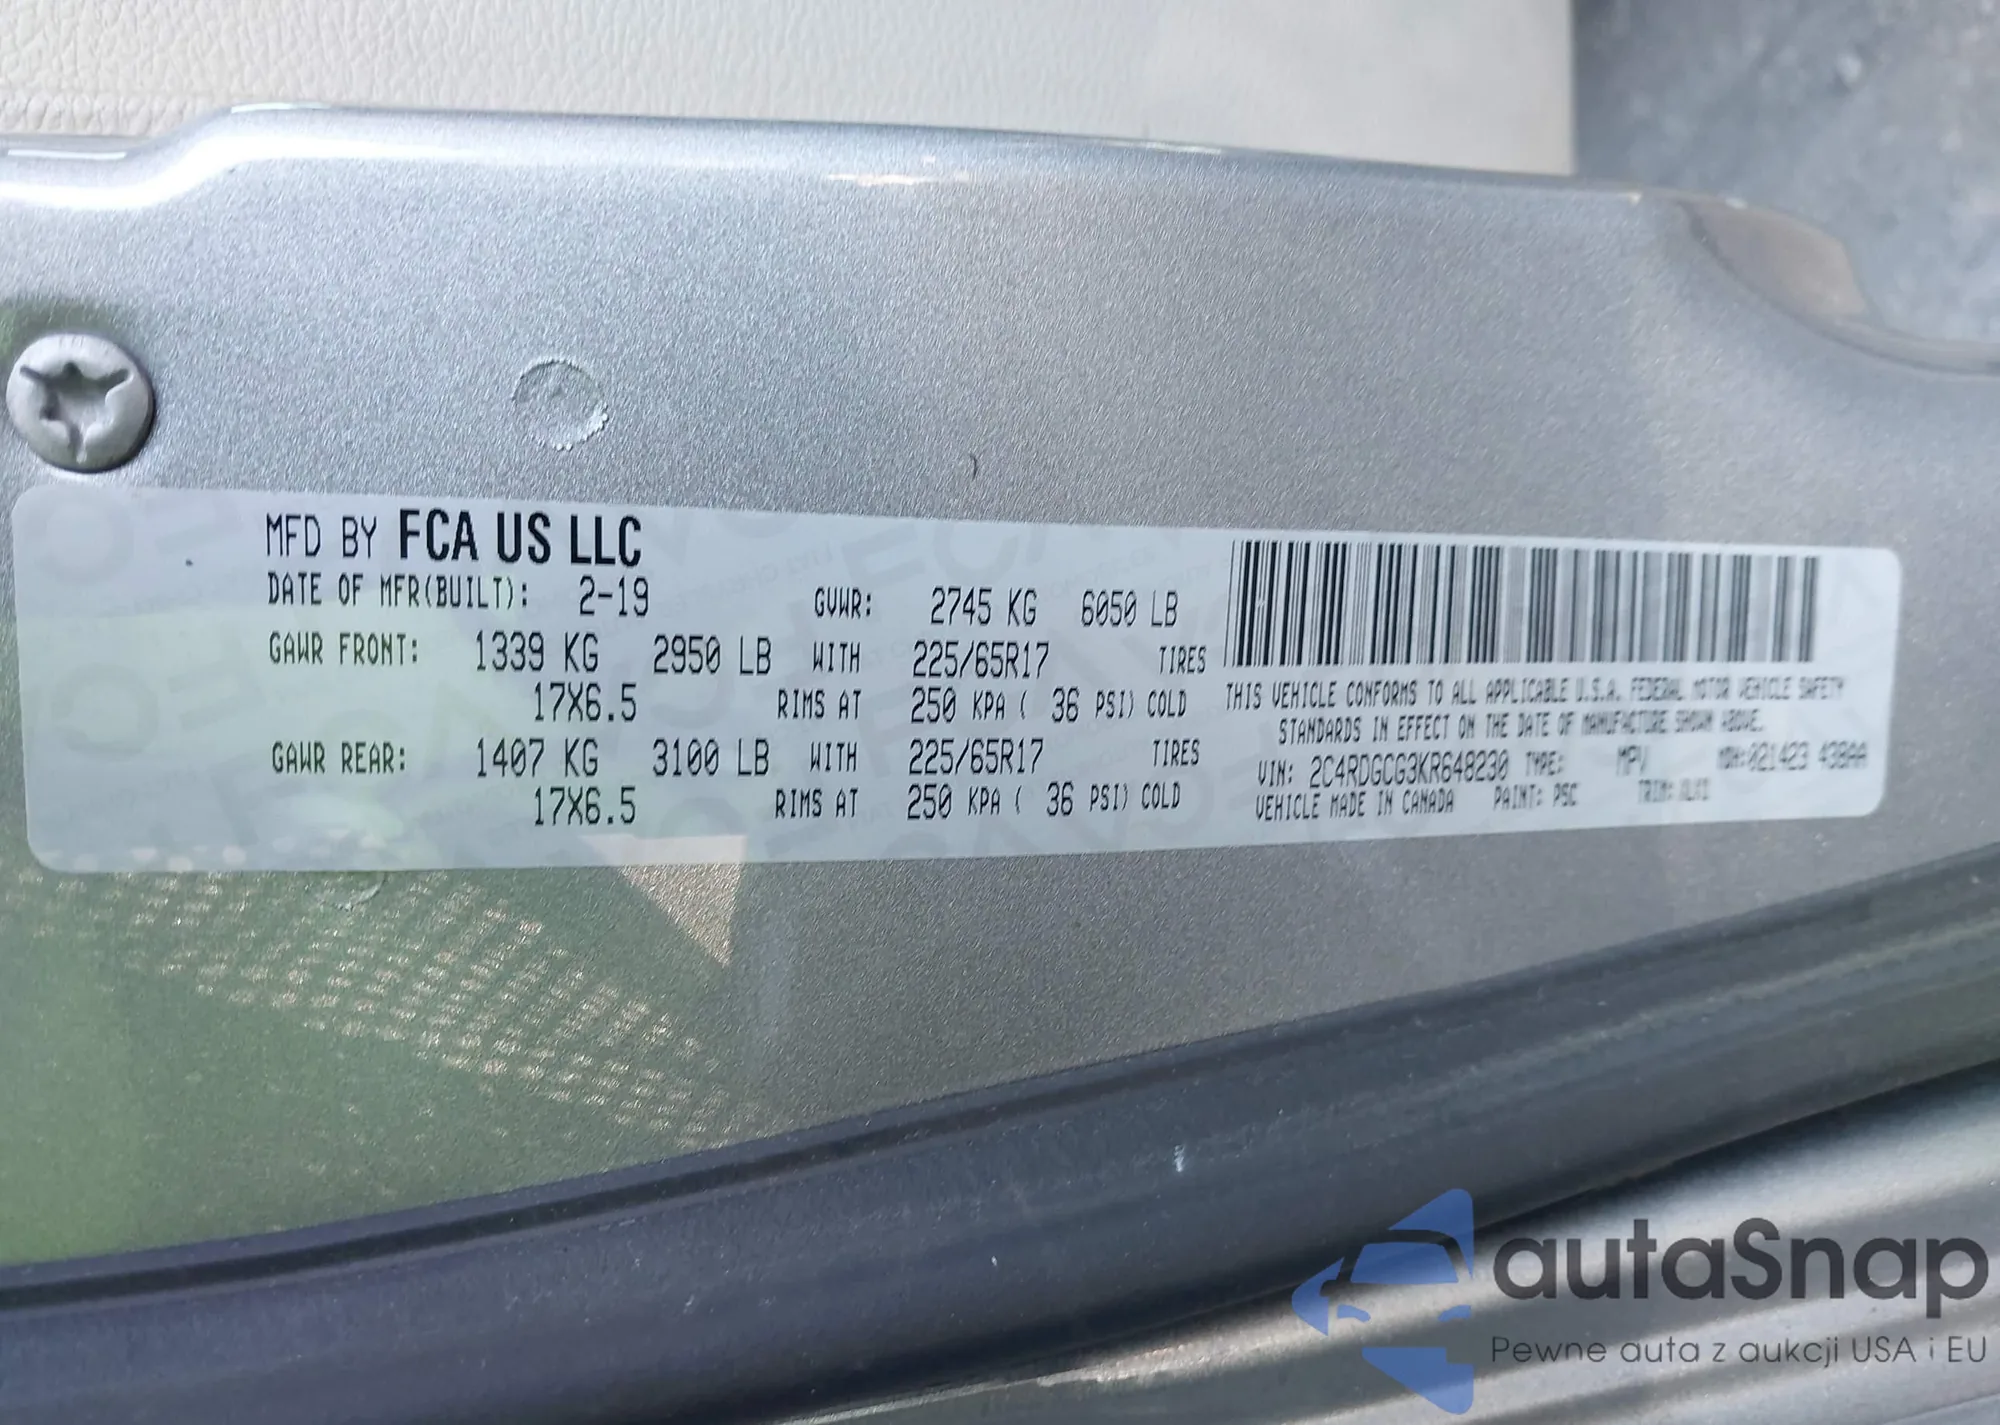 MFD BY FCA US LLC
DATE OF MFR(BUILT): 2-19 GVWR: 2745 KG 6050 LB
GAWR FRONT: 1339 KG 2950 LB WITH 225/65R17 TIRES
17X6.5 RIMS AT 250 KPA ( 36 PSI) COLD
GAWR REAR: 1407 KG 3100 LB WITH 225/65R17 TIRES
17X6.5 RIMS AT 250 KPA ( 36 PSI) COLD
THIS VEHICLE CONFORMS TO ALL APPLICABLE U.S.A. FEDERAL MOTOR VEHICLE SAFETY
STANDARDS IN EFFECT ON THE DATE OF MANUFACTURE SHOWN ABOVE.
VIN: 2C4RDGCG3KR648230 TYPE: MPV MDH:021423 438AA
VEHICLE MADE IN CANADA PAINT: PSC TRIM:
autaSnap
Pewne auta z aukcji USA i EU